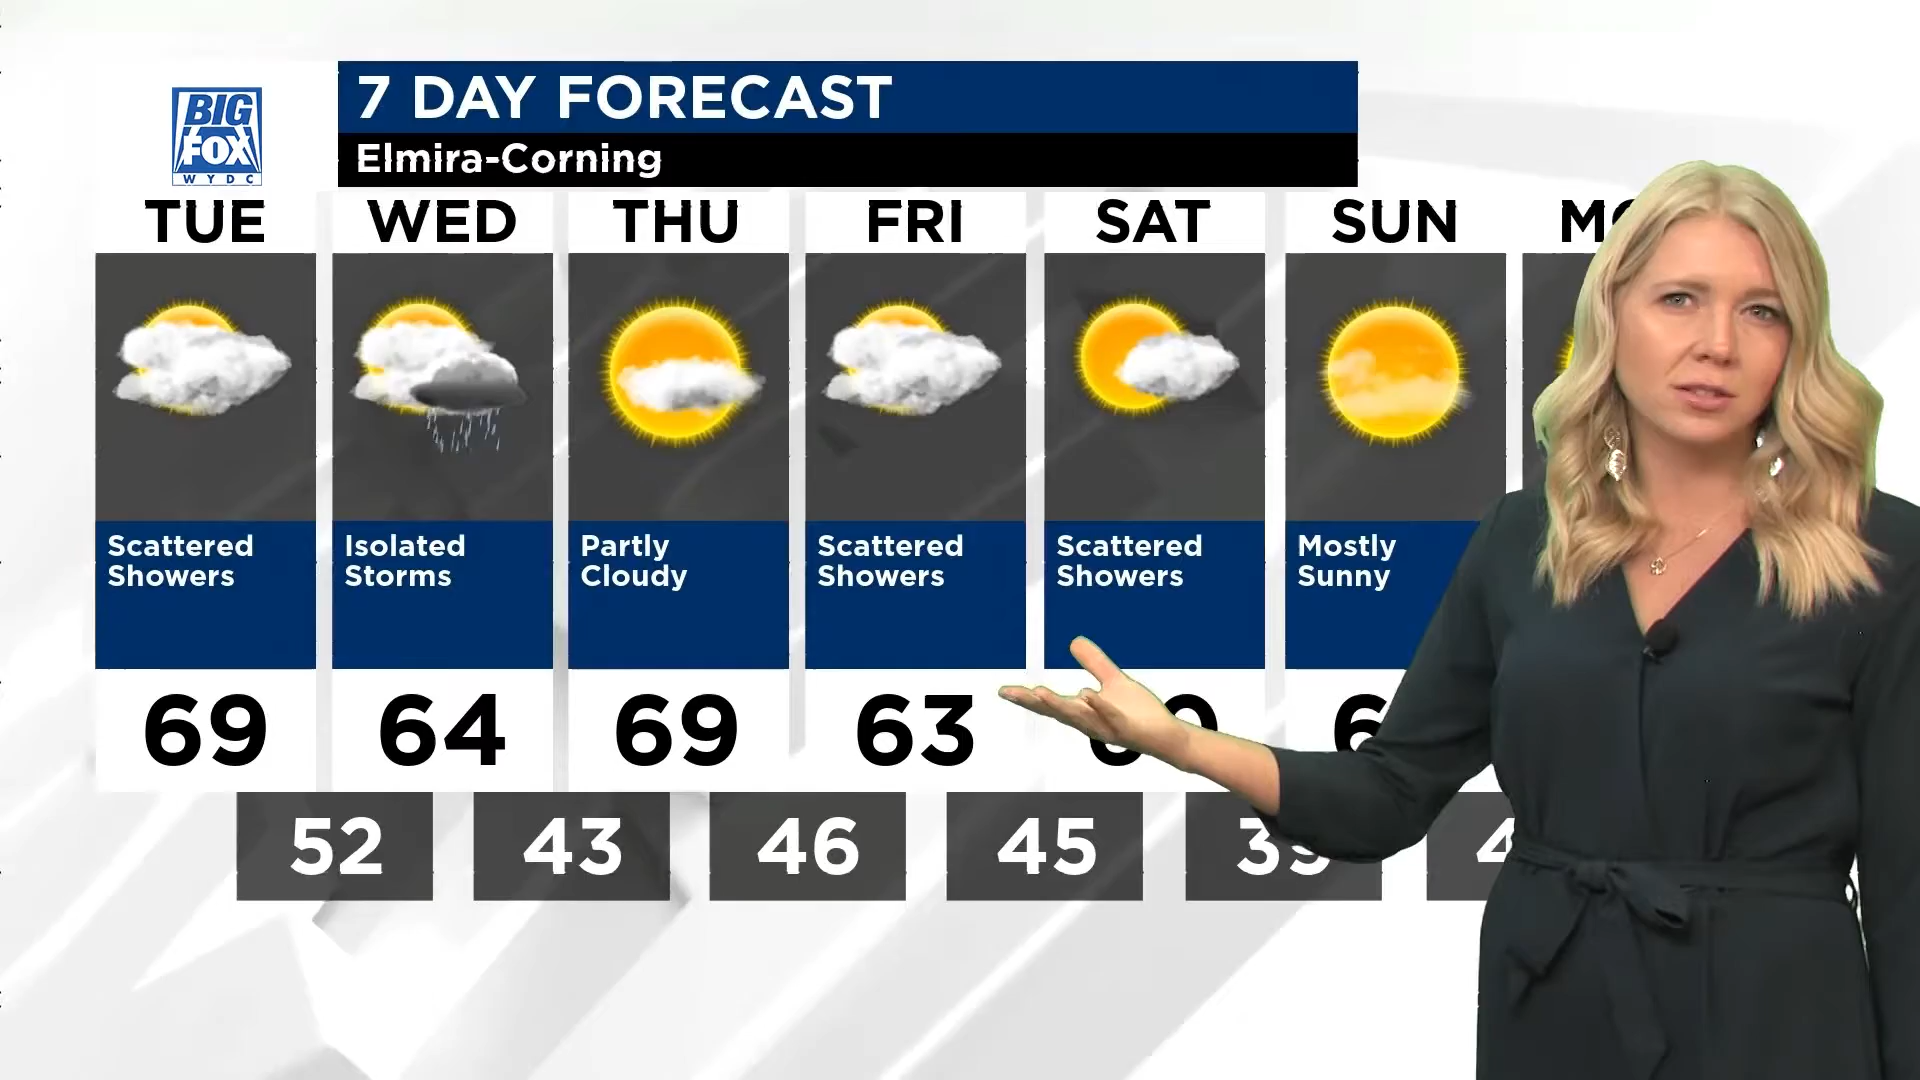 BIG
FOX
WYDC
7 DAY FORECAST
Elmira-Corning
TUE WED THU FRI SAT SUN
Scattered
Showers
Isolated
Storms
Partly
Cloudy
Scattered
Showers
Scattered
Showers
Mostly
Sunny
69 64 69 63
52 43 46 45